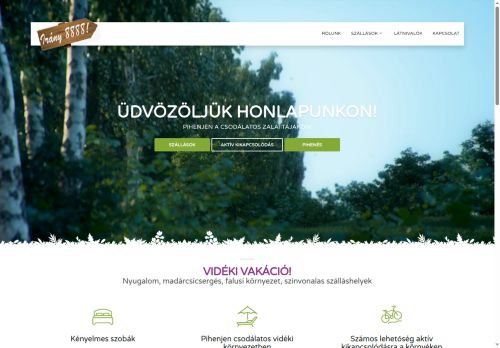 Irány 8888!
RÓLUNK SZÁLLÁSOK LÁTNIVALÓK KAPCSOLAT
ÜDVÖZÖLJÜK HONLAPUNKON!
PIHENJEN A CSODÁLATOS ZALAI TÁJAKON!
SZÁLLÁSOK AKTÍV KIKAPCSOLÓDÁS PIHENÉS
VIDÉKI VAKÁCIÓ!
Nyugalom, madárcsicsergés, falusi környezet, színvonalas szálláshelyek
Kényelmes szobák
Pihenjen csodálatos vidéki
környezetben
Számos lehetőség aktív
kikapcsolódásra a környéken